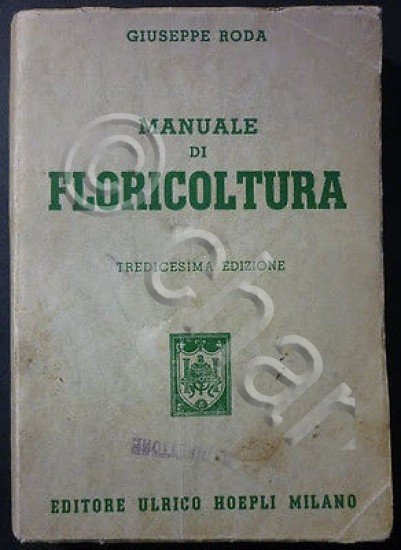 GIUSEPPE RODA
MANUALE
DI
FLORICOLTURA
TREDICESIMA EDIZIONE
EDITORE ULRICO HOEPLI MILANO